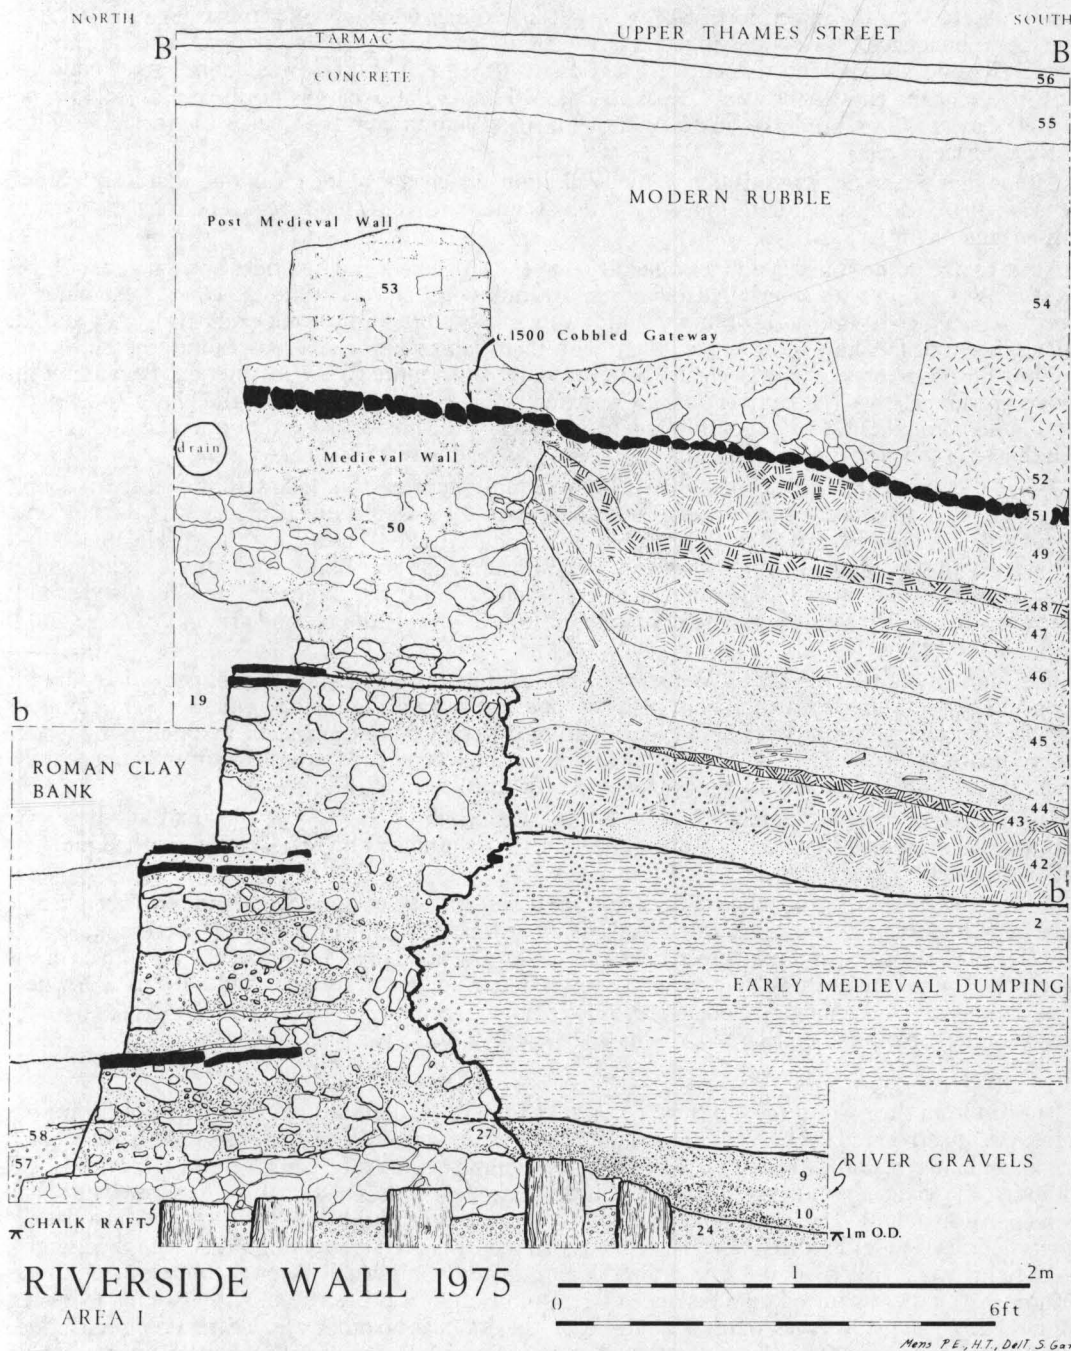 NORTH
SOUTH
B
TARMAC
UPPER THAMES STREET
B
CONCRETE
56
55
MODERN RUBBLE
Post Medieval Wall
53
54
c.1500 Cobbled Gateway
drain
Medieval Wall
52
50
51
49
48
47
46
19
b
45
ROMAN CLAY
BANK
44
43
42
b
2
EARLY MEDIEVAL DUMPING
58
27
57
9
RIVER GRAVELS
10
CHALK RAFT
24
1m O.D.
RIVERSIDE WALL 1975
AREA I
1
2m
0
6ft
Mens P.E., H.T., Delt. S.